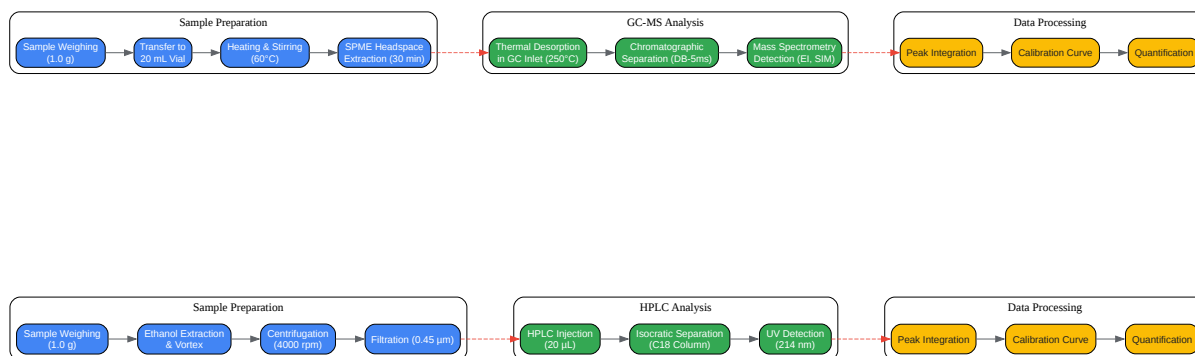 Sample Preparation
Sample Weighing
(1.0 g)
Transfer to
20 mL Vial
Heating & Stirring
(60°C)
SPME Headspace
Extraction (30 min)
GC-MS Analysis
Thermal Desorption
in GC Inlet (250°C)
Chromatographic
Separation (DB-5ms)
Mass Spectrometry
Detection (EI, SIM)
Data Processing
Peak Integration
Calibration Curve
Quantification
Sample Preparation
Sample Weighing
(1.0 g)
Ethanol Extraction
& Vortex
Centrifugation
(4000 rpm)
Filtration (0.45 µm)
HPLC Analysis
HPLC Injection
(20 µL)
Isocratic Separation
(C18 Column)
UV Detection
(214 nm)
Data Processing
Peak Integration
Calibration Curve
Quantification